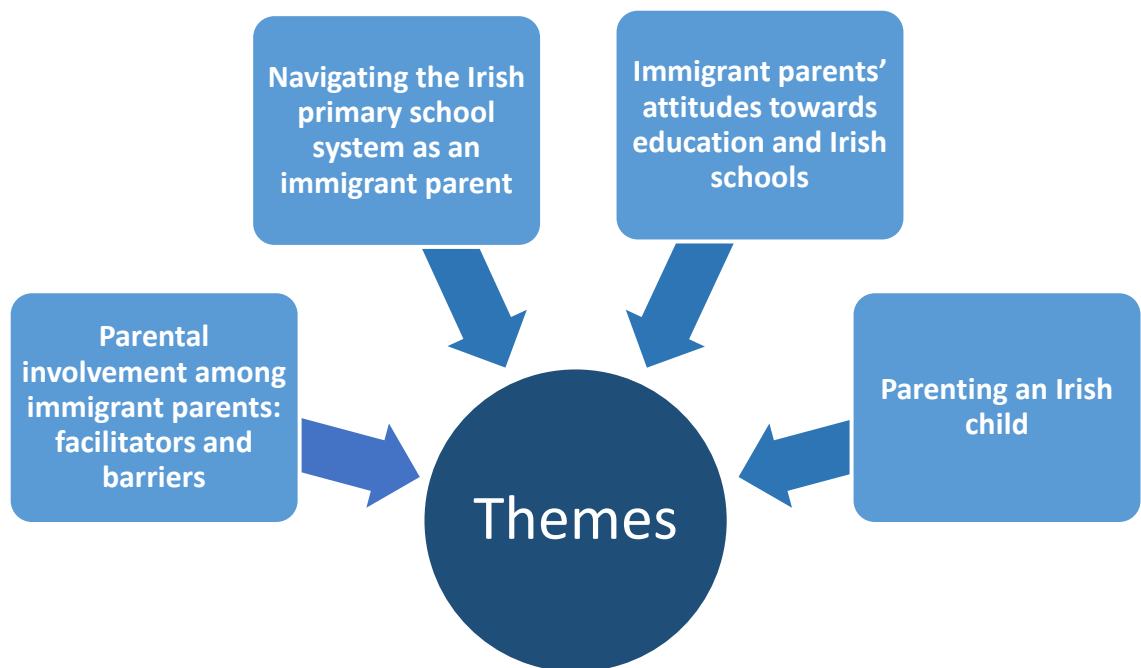 Navigating the Irish
primary school
system as an
immigrant parent
Immigrant parents’
attitudes towards
education and Irish
schools
Parental
involvement among
immigrant parents:
facilitators and
barriers
Parenting an Irish
child
Themes